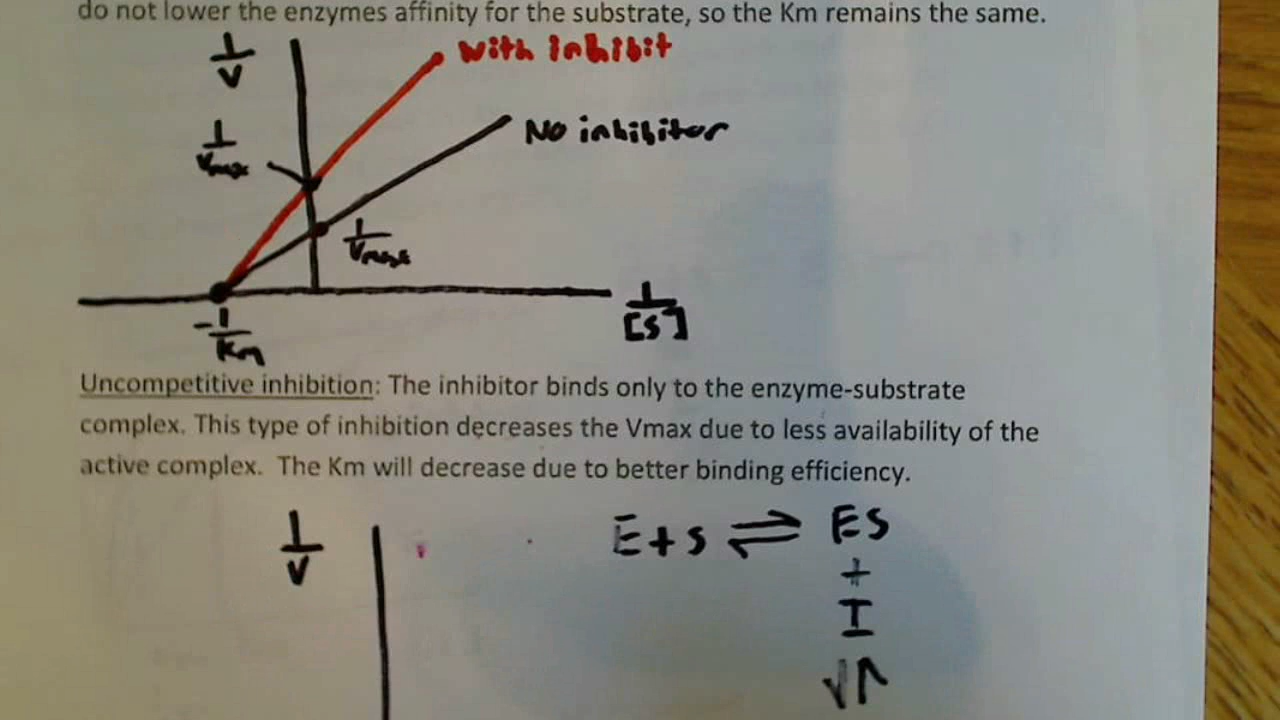 do not lower the enzymes affinity for the substrate, so the Km remains the same.
1/V
with inhibit
1/Vmax
No inhibitor
1/Vmax
1/[S]
-1/Km
Uncompetitive inhibition: The inhibitor binds only to the enzyme-substrate
complex. This type of inhibition decreases the Vmax due to less availability of the
active complex. The Km will decrease due to better binding efficiency.
1/V
E+S ⇌ ES
+
I